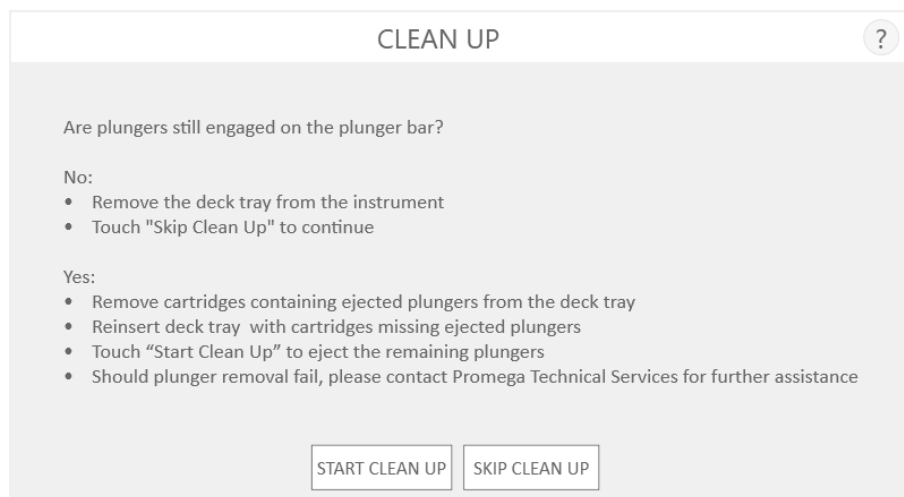 CLEAN UP
?
Are plungers still engaged on the plunger bar?
No:
• Remove the deck tray from the instrument
• Touch "Skip Clean Up" to continue
Yes:
• Remove cartridges containing ejected plungers from the deck tray
• Reinsert deck tray  with cartridges missing ejected plungers
• Touch “Start Clean Up” to eject the remaining plungers
• Should plunger removal fail, please contact Promega Technical Services for further assistance
START CLEAN UP SKIP CLEAN UP